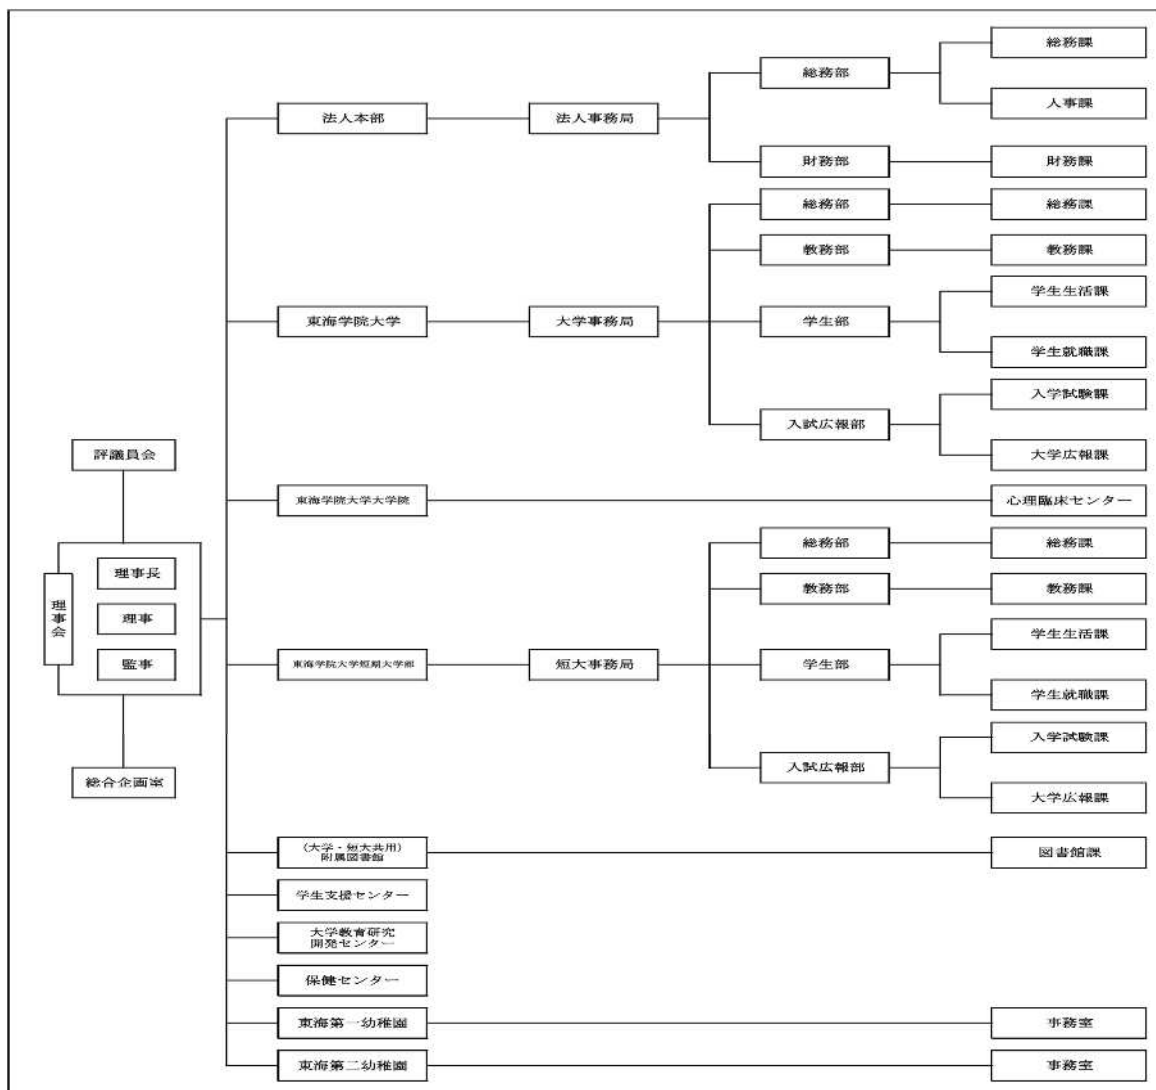 評議員会
理事会
理事長
理事
監事
総合企画室
法人本部
法人事務局
総務部
総務課
人事課
財務部
財務課
東海学院大学
大学事務局
総務部
総務課
教務部
教務課
学生部
学生生活課
学生就職課
入試広報部
入学試験課
大学広報課
東海学院大学大学院
心理臨床センター
東海学院大学短期大学部
短大事務局
総務部
総務課
教務部
教務課
学生部
学生生活課
学生就職課
入試広報部
入学試験課
大学広報課
(大学・短大共用)
附属図書館
図書館課
学生支援センター
大学教育研究
開発センター
保健センター
東海第一幼稚園
事務室
東海第二幼稚園
事務室